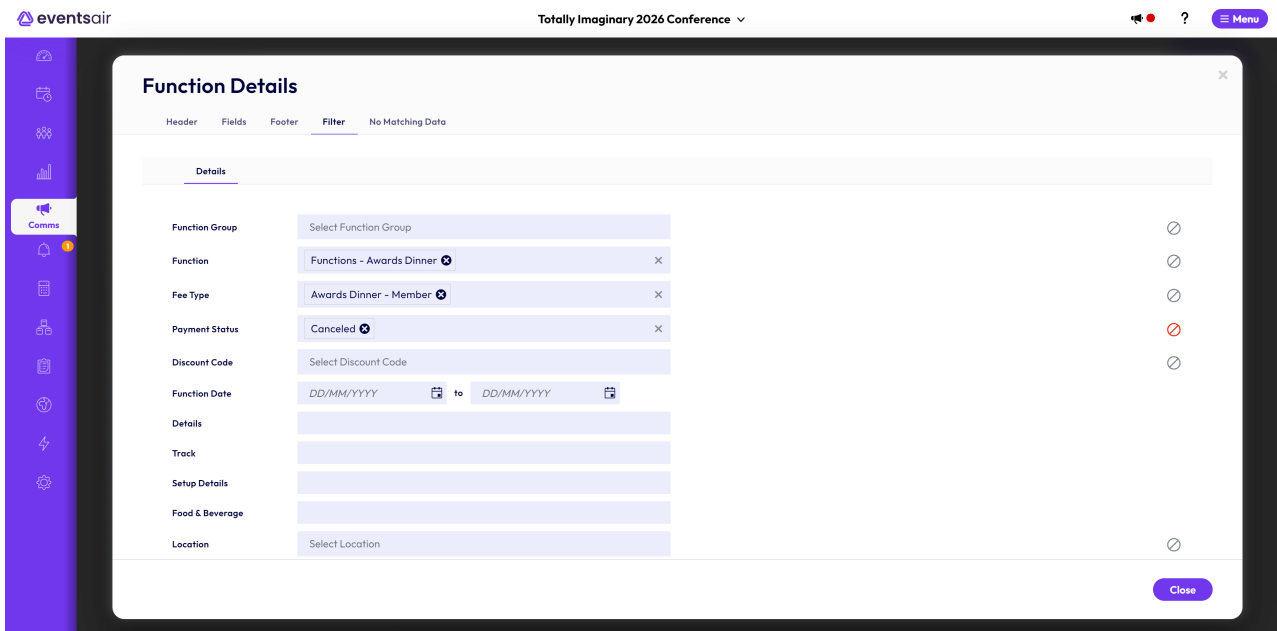 eventsair
Totally Imaginary 2026 Conference
?
Menu
Function Details
Header Fields Footer Filter No Matching Data
Details
Function Group Select Function Group
Function Functions - Awards Dinner
Fee Type Awards Dinner - Member
Payment Status Canceled
Discount Code Select Discount Code
Function Date DD/MM/YYYY to DD/MM/YYYY
Details
Track
Setup Details
Food & Beverage
Location Select Location
Close
Comms
1